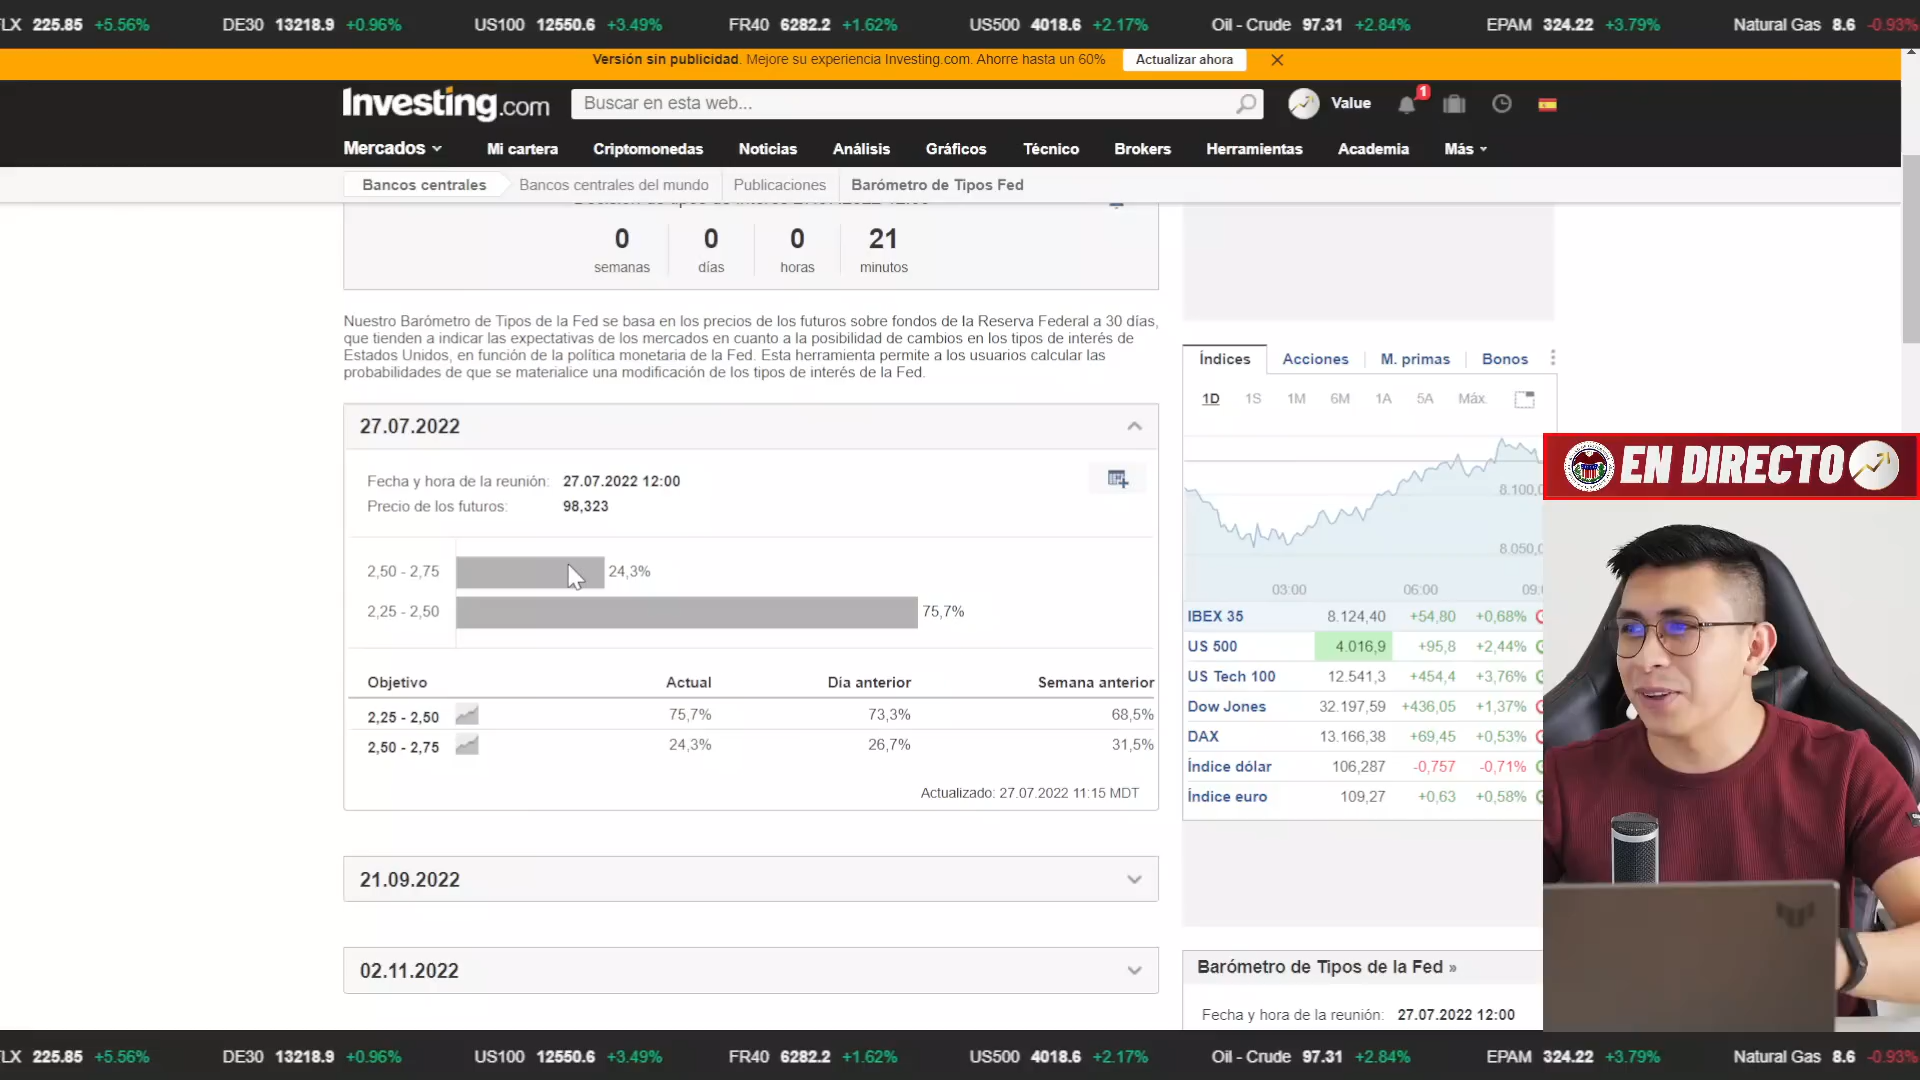 LX 225.85 +5.56% DE30 13218.9 +0.96% US100 12550.6 +3.49% FR40 6282.2 +1.62% US500 4018.6 +2.17% Oil - Crude 97.31 +2.84% EPAM 324.22 +3.79% Natural Gas 8.6 -0.93%
Versión sin publicidad. Mejore su experiencia Investing.com. Ahorre hasta un 60% Actualizar ahora
Investing.com Buscar en esta web... Value 1
Mercados Mi cartera Criptomonedas Noticias Análisis Gráficos Técnico Brokers Herramientas Academia Más
Bancos centrales Bancos centrales del mundo Publicaciones Barómetro de Tipos Fed
0 0 0 21
semanas días horas minutos
Nuestro Barómetro de Tipos de la Fed se basa en los precios de los futuros sobre fondos de la Reserva Federal a 30 días,
que tienden a indicar las expectativas de los mercados en cuanto a la posibilidad de cambios en los tipos de interés de
Estados Unidos, en función de la política monetaria de la Fed. Esta herramienta permite a los usuarios calcular las
probabilidades de que se materialice una modificación de los tipos de interés de la Fed.
27.07.2022
Fecha y hora de la reunión: 27.07.2022 12:00
Precio de los futuros: 98,323
2,50 - 2,75 24,3%
2,25 - 2,50 75,7%
Objetivo Actual Dia anterior Semana anterior
2,25 - 2,50 75,7% 73,3% 68,5%
2,50 - 2,75 24,3% 26,7% 31,5%
Actualizado: 27.07.2022 11:15 MDT
21.09.2022
02.11.2022
Índices Acciones M. primas Bonos
1D 1S 1M 6M 1A 5A Máx.
8.100,0
8.050,0
03:00 06:00 09:
IBEX 35 8.124,40 +54,80 +0,68%
US 500 4.016,9 +95,8 +2,44%
US Tech 100 12.541,3 +454,4 +3,76%
Dow Jones 32.197,59 +436,05 +1,37%
DAX 13.166,38 +69,45 +0,53%
Índice dólar 106,287 -0,757 -0,71%
Índice euro 109,27 +0,63 +0,58%
Barómetro de Tipos de la Fed »
Fecha y hora de la reunión: 27.07.2022 12:00
EN DIRECTO
LX 225.85 +5.56% DE30 13218.9 +0.96% US100 12550.6 +3.49% FR40 6282.2 +1.62% US500 4018.6 +2.17% Oil - Crude 97.31 +2.84% EPAM 324.22 +3.79% Natural Gas 8.6 -0.93%